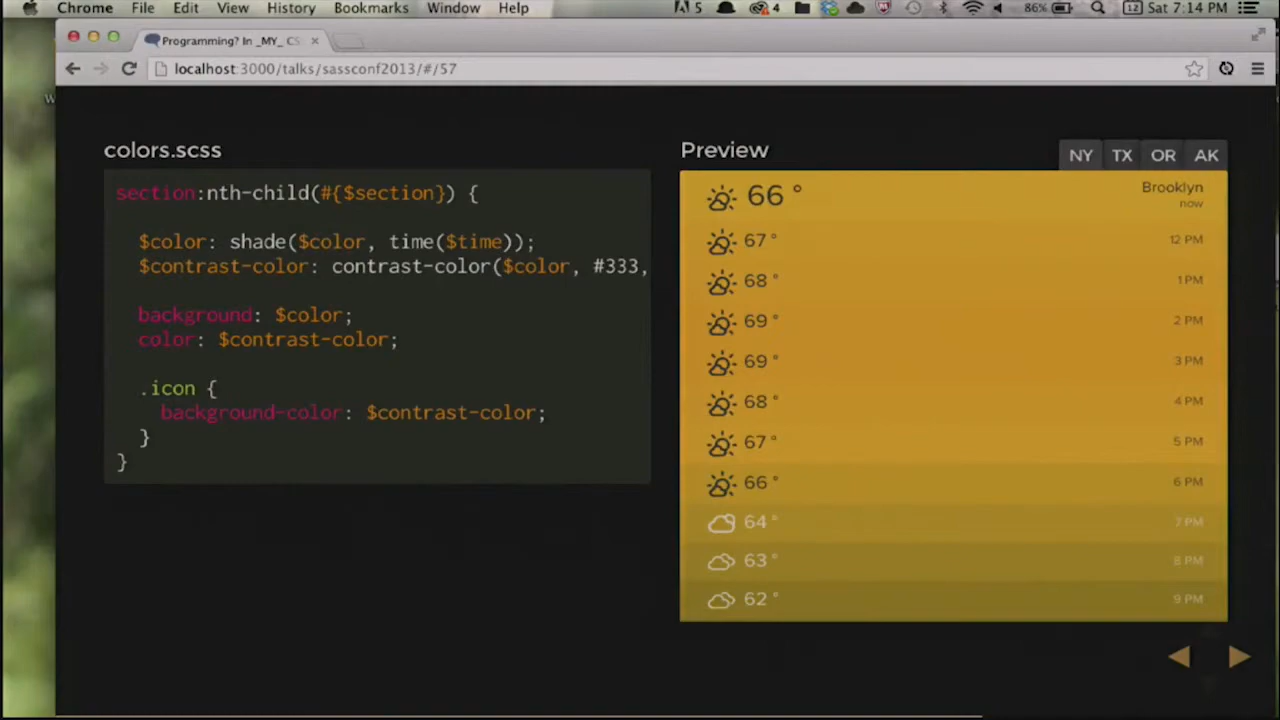 Chrome File Edit View History Bookmarks Window Help 5 4 86% 12 Sat 7:14 PM
Programming? In _MY_ CS
localhost:3000/talks/sassconf2013/#/57
colors.scss
section:nth-child(#{$section}) {
$color: shade($color, time($time));
$contrast-color: contrast-color($color, #333,
background: $color;
color: $contrast-color;
.icon {
background-color: $contrast-color;
}
}
Preview
NY TX OR AK
66 °
Brooklyn
now
67 ° 12 PM
68 ° 1 PM
69 ° 2 PM
69 ° 3 PM
68 ° 4 PM
67 ° 5 PM
66 ° 6 PM
64 ° 7 PM
63 ° 8 PM
62 ° 9 PM